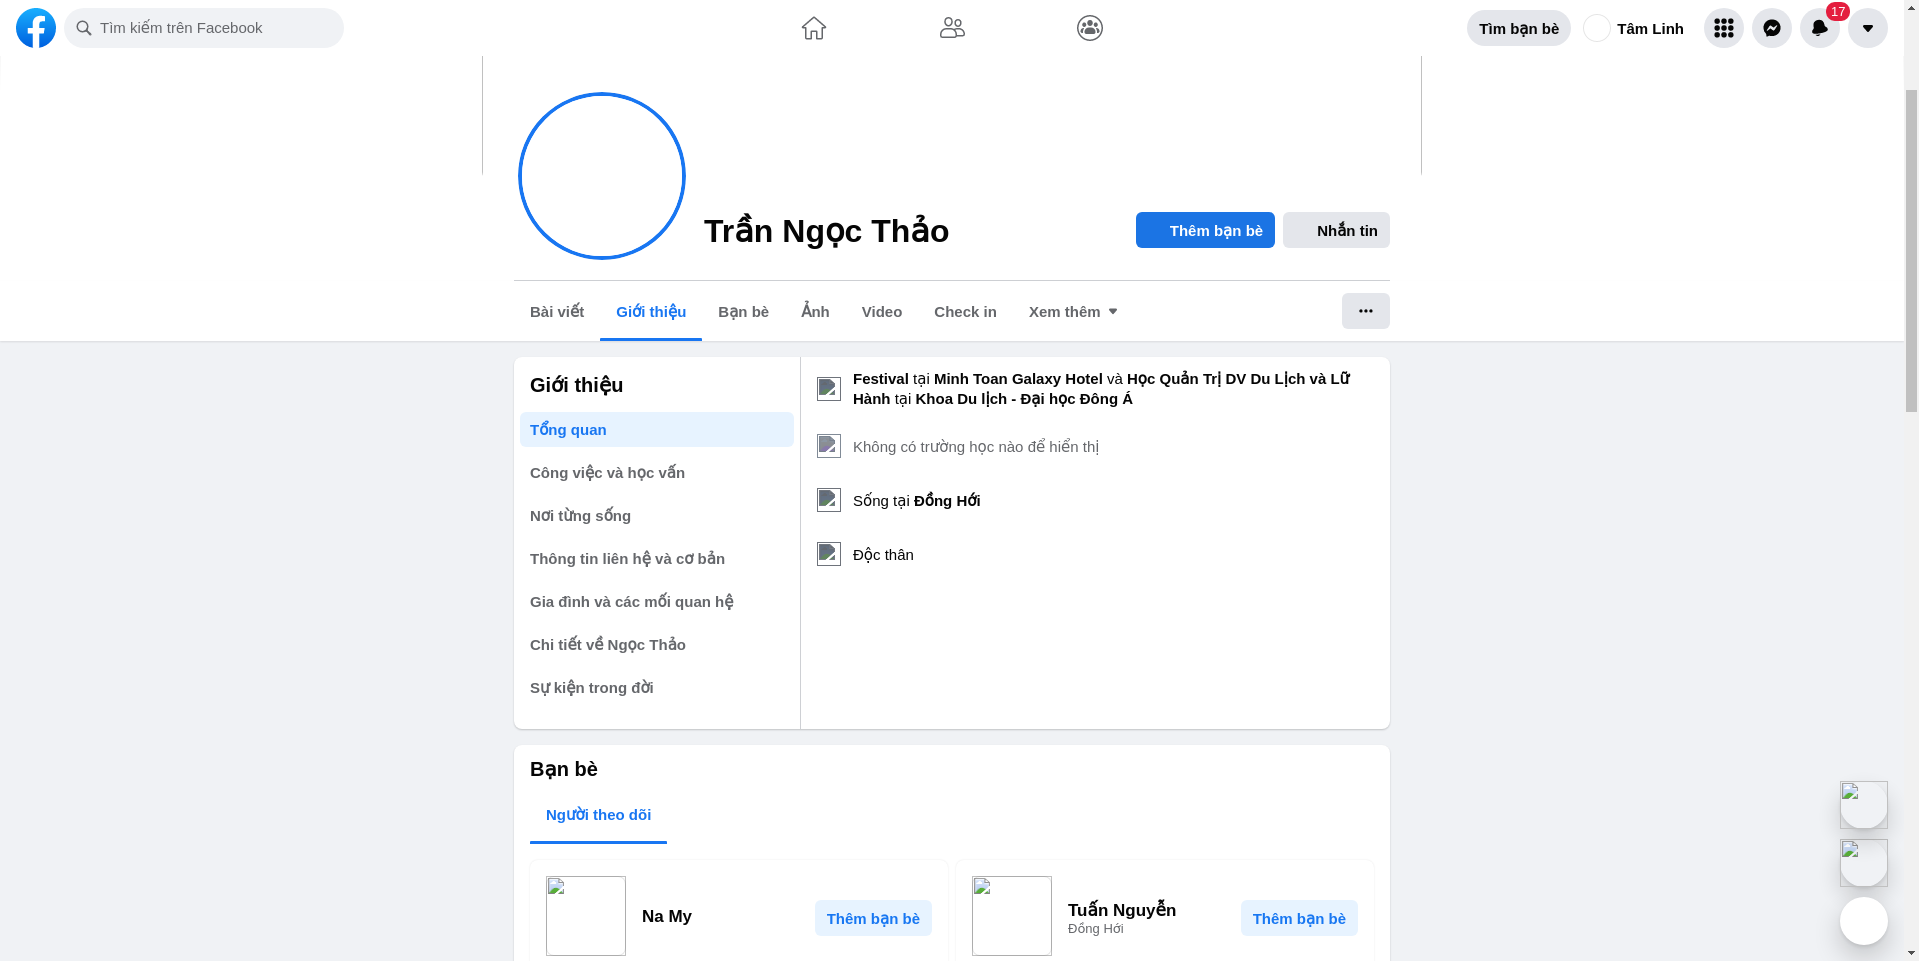 Tìm kiếm trên Facebook
Tìm bạn bè
Tâm Linh
17
Trần Ngọc Thảo
Thêm bạn bè
Nhắn tin
Bài viết
Giới thiệu
Bạn bè
Ảnh
Video
Check in
Xem thêm
Giới thiệu
Tổng quan
Công việc và học vấn
Nơi từng sống
Thông tin liên hệ và cơ bản
Gia đình và các mối quan hệ
Chi tiết về Ngọc Thảo
Sự kiện trong đời
Festival tại Minh Toan Galaxy Hotel và Học Quản Trị DV Du Lịch và Lữ
Hành tại Khoa Du lịch - Đại học Đông Á
Không có trường học nào để hiển thị
Sống tại Đồng Hới
Độc thân
Bạn bè
Người theo dõi
Na My
Thêm bạn bè
Tuấn Nguyễn
Đồng Hới
Thêm bạn bè